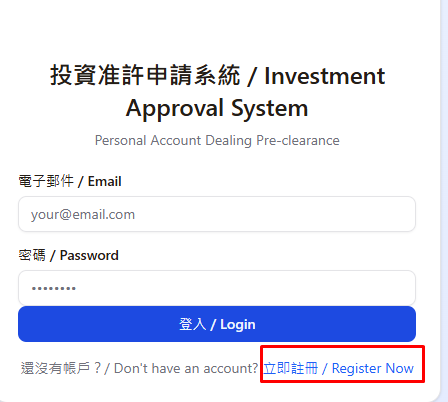 投資准許申請系統 / Investment
Approval System
Personal Account Dealing Pre-clearance
電子郵件 / Email
your@email.com
密碼 / Password
••••••••
登入 / Login
還沒有帳戶？/ Don't have an account? 立即註冊 / Register Now